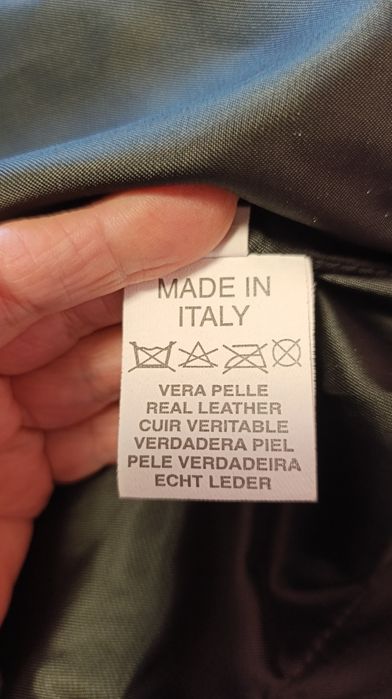 MADE IN
ITALY
VERA PELLE
REAL LEATHER
CUIR VERITABLE
VERDADERA PIEL
PELE VERDADEIRA
ECHT LEDER